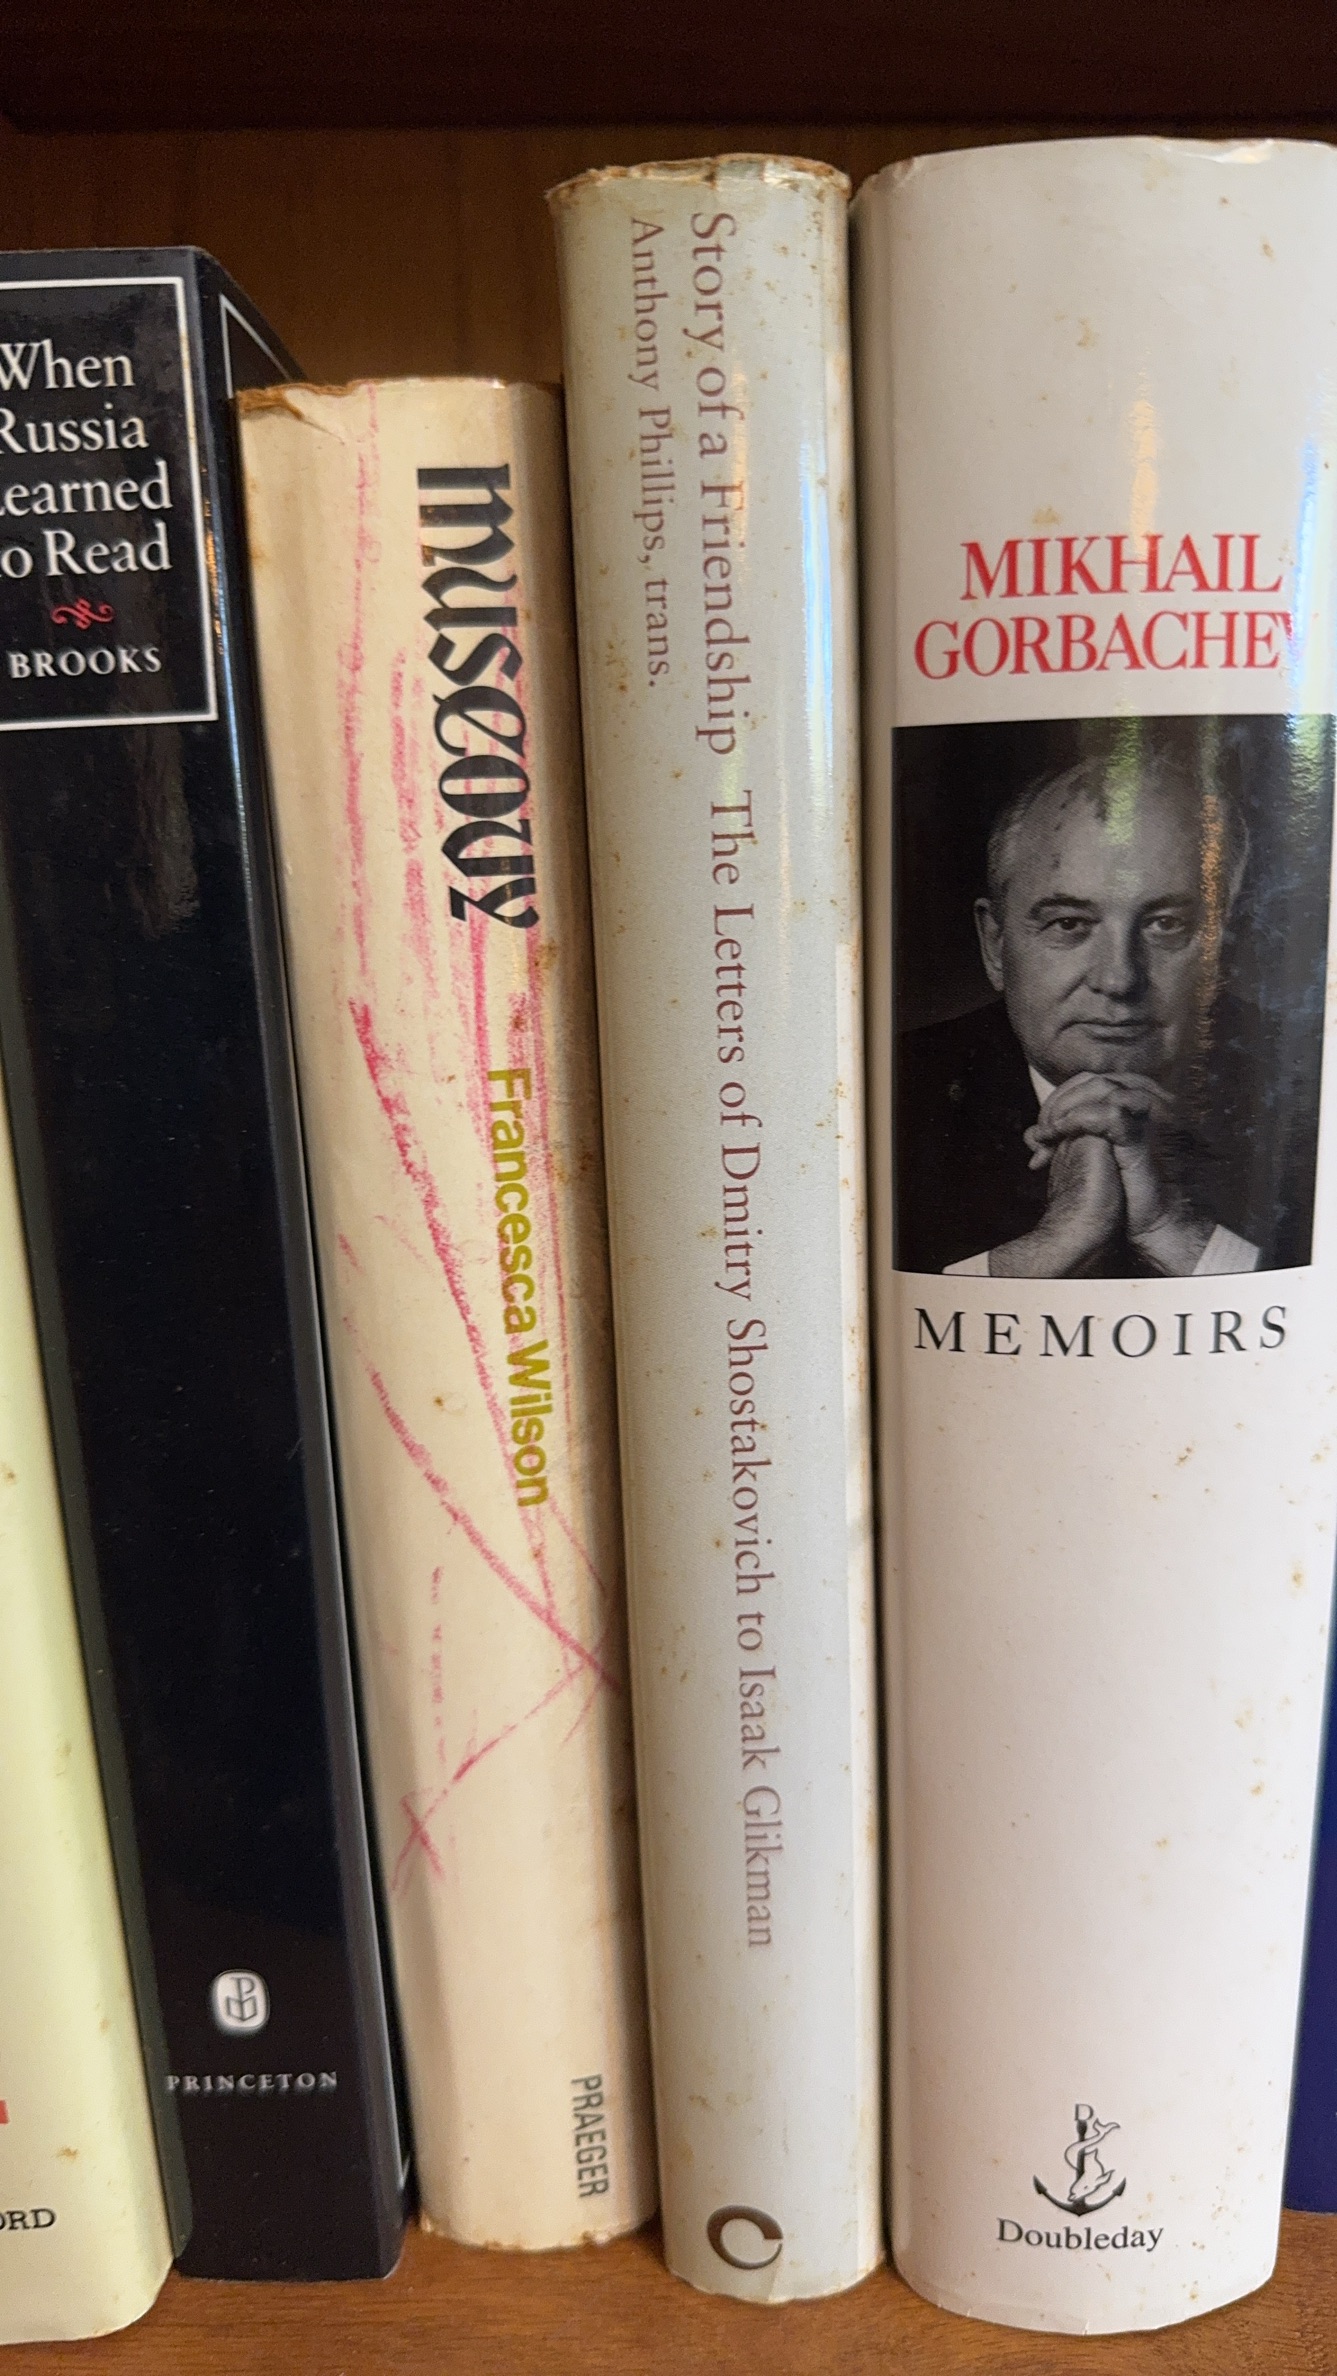 ORD
When
Russia
Learned
to Read
BROOKS
PRINCETON
muscovy Francesca Wilson PRAEGER
Story of a Friendship The Letters of Dmitry Shostakovich to Isaak Glikman
Anthony Phillips, trans.
MIKHAIL
GORBACHEV
MEMOIRS
D
Doubleday